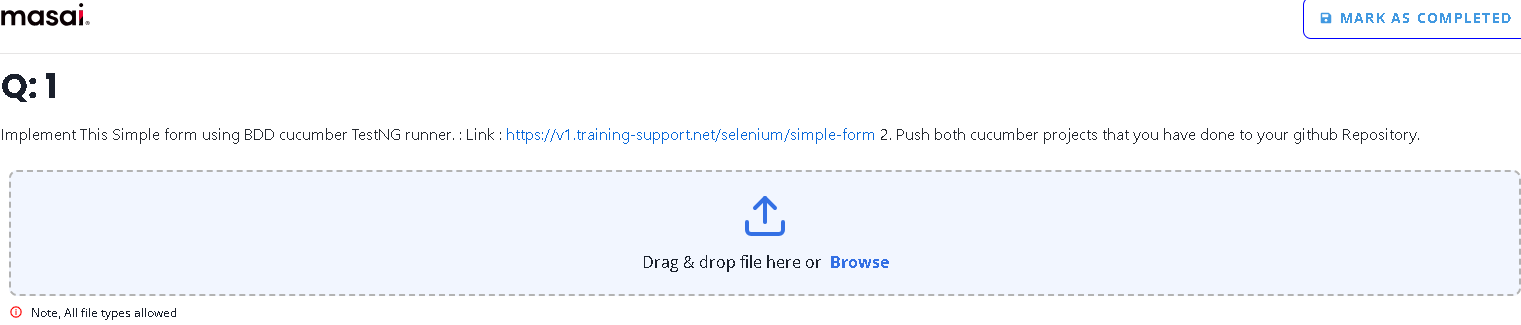 masai.
MARK AS COMPLETED
Q: 1
Implement This Simple form using BDD cucumber TestNG runner. : Link : https://v1.training-support.net/selenium/simple-form 2. Push both cucumber projects that you have done to your github Repository.
Drag & drop file here or Browse
Note, All file types allowed